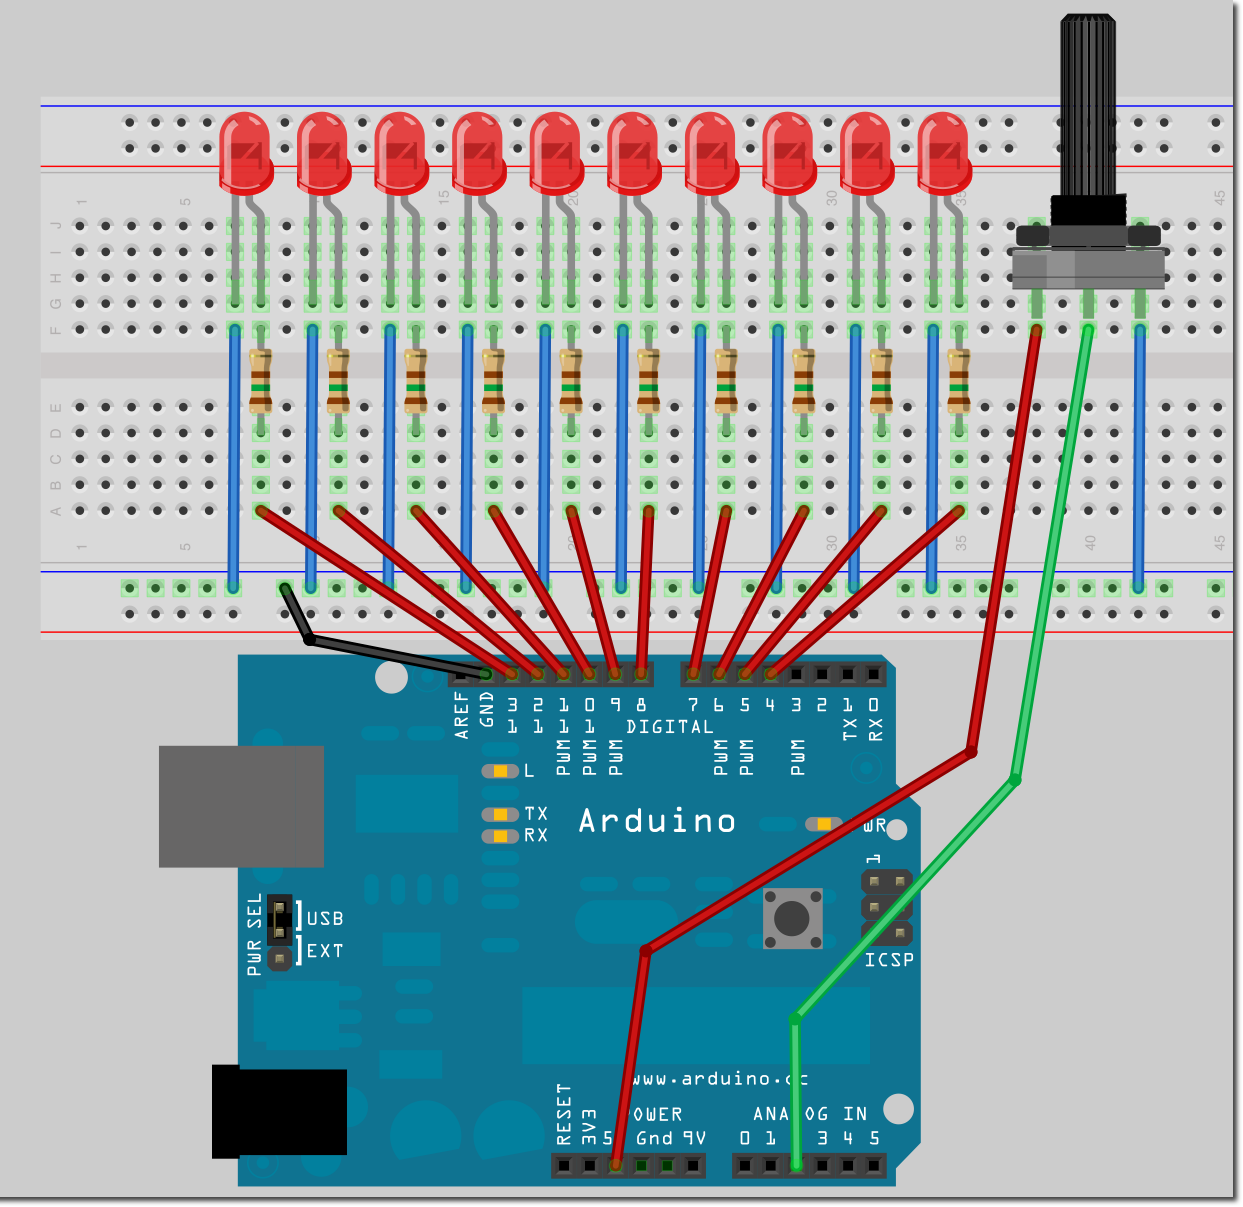 1 5 15 20 30 35 45
J
I
H
G
F
E
D
C
B
A
1 5 20 30 35 40 45
AREF GND 13 12 11 10 9 8 7 6 5 4 3 2 1 0
TX RX
DIGITAL
PWM PWM PWM PWM PWM PWM
L
TX
RX
Arduino
1
PWR SEL
USB
EXT
ICSP
www.arduino.cc
RESET 3V3 5 Gnd 9V
ANALOG IN
0 1 3 4 5